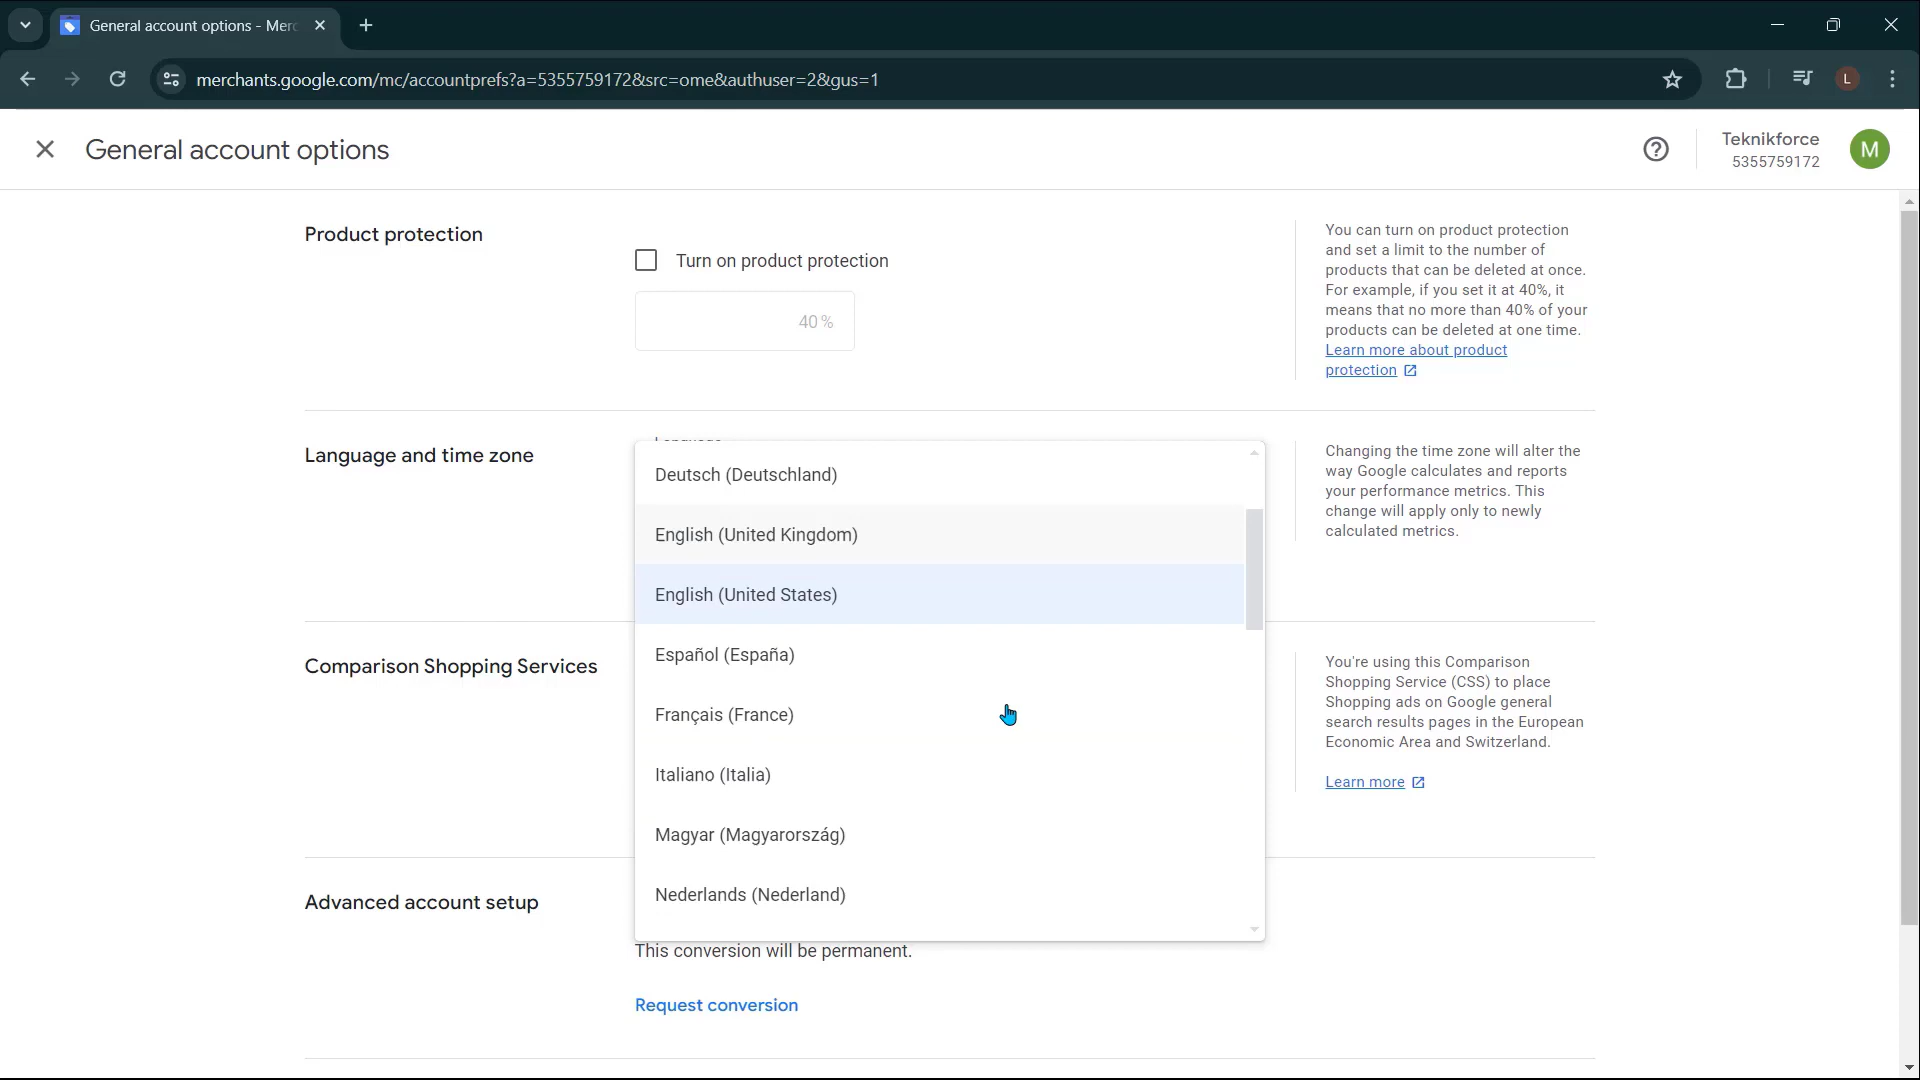 General account options - Merc
merchants.google.com/mc/accountprefs?a=5355759172&src=ome&authuser=2&gus=1
L
General account options
Teknikforce
5355759172
M
Product protection
Turn on product protection
40 %
You can turn on product protection
and set a limit to the number of
products that can be deleted at once.
For example, if you set it at 40%, it
means that no more than 40% of your
products can be deleted at one time.
Learn more about product
protection
Language and time zone
Language
Deutsch (Deutschland)
English (United Kingdom)
English (United States)
Español (España)
Français (France)
Italiano (Italia)
Magyar (Magyarország)
Nederlands (Nederland)
Changing the time zone will alter the
way Google calculates and reports
your performance metrics. This
change will apply only to newly
calculated metrics.
Comparison Shopping Services
You're using this Comparison
Shopping Service (CSS) to place
Shopping ads on Google general
search results pages in the European
Economic Area and Switzerland.
Learn more
Advanced account setup
This conversion will be permanent.
Request conversion